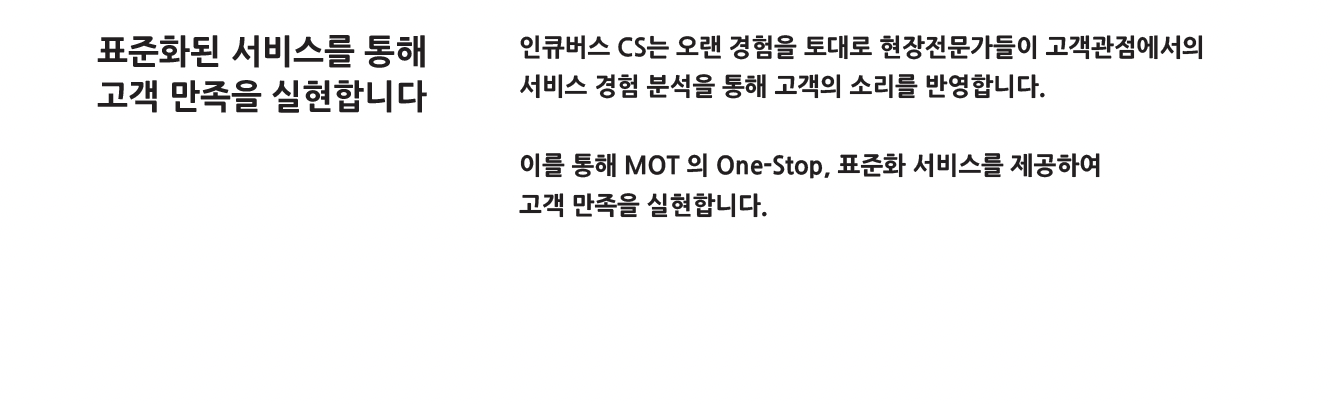 표준화된 서비스를 통해
고객 만족을 실현합니다
인큐버스 CS는 오랜 경험을 토대로 현장전문가들이 고객관점에서의
서비스 경험 분석을 통해 고객의 소리를 반영합니다.
이를 통해 MOT 의 One-Stop, 표준화 서비스를 제공하여
고객 만족을 실현합니다.